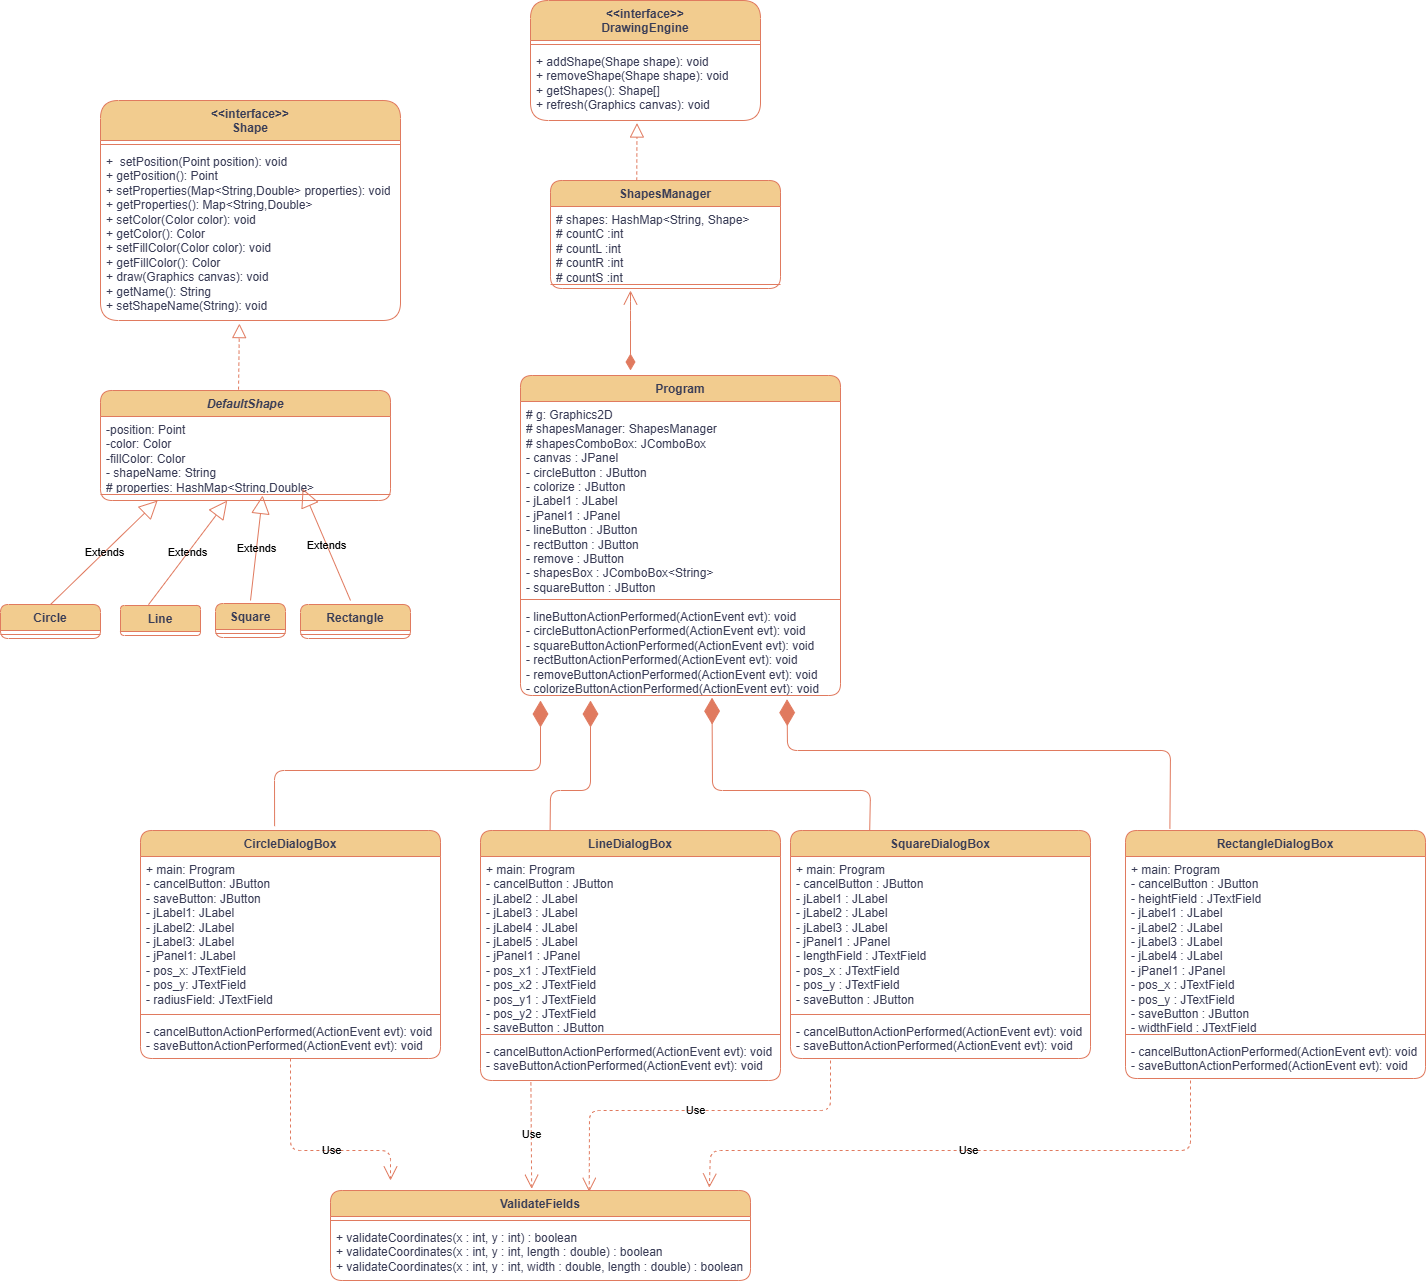 <<interface>>
DrawingEngine
+ addShape(Shape shape): void
+ removeShape(Shape shape): void
+ getShapes(): Shape[]
+ refresh(Graphics canvas): void
<<interface>>
Shape
+  setPosition(Point position): void
+ getPosition(): Point
+ setProperties(Map<String,Double> properties): void
+ getProperties(): Map<String,Double>
+ setColor(Color color): void
+ getColor(): Color
+ setFillColor(Color color): void
+ getFillColor(): Color
+ draw(Graphics canvas): void
+ getName(): String
+ setShapeName(String): void
ShapesManager
# shapes: HashMap<String, Shape>
# countC :int
# countL :int
# countR :int
# countS :int
DefaultShape
-position: Point
-color: Color
-fillColor: Color
- shapeName: String
# properties: HashMap<String,Double>
Extends
Extends
Extends
Extends
Circle
Line
Square
Rectangle
Program
# g: Graphics2D
# shapesManager: ShapesManager
# shapesComboBox: JComboBox
- canvas : JPanel
- circleButton : JButton
- colorize : JButton
- jLabel1 : JLabel
- jPanel1 : JPanel
- lineButton : JButton
- rectButton : JButton
- remove : JButton
- shapesBox : JComboBox<String>
- squareButton : JButton
- lineButtonActionPerformed(ActionEvent evt): void
- circleButtonActionPerformed(ActionEvent evt): void
- squareButtonActionPerformed(ActionEvent evt): void
- rectButtonActionPerformed(ActionEvent evt): void
- removeButtonActionPerformed(ActionEvent evt): void
- colorizeButtonActionPerformed(ActionEvent evt): void
CircleDialogBox
+ main: Program
- cancelButton: JButton
- saveButton: JButton
- jLabel1: JLabel
- jLabel2: JLabel
- jLabel3: JLabel
- jPanel1: JLabel
- pos_x: JTextField
- pos_y: JTextField
- radiusField: JTextField
- cancelButtonActionPerformed(ActionEvent evt): void
- saveButtonActionPerformed(ActionEvent evt): void
LineDialogBox
+ main: Program
- cancelButton : JButton
- jLabel2 : JLabel
- jLabel3 : JLabel
- jLabel4 : JLabel
- jLabel5 : JLabel
- jPanel1 : JPanel
- pos_x1 : JTextField
- pos_x2 : JTextField
- pos_y1 : JTextField
- pos_y2 : JTextField
- saveButton : JButton
- cancelButtonActionPerformed(ActionEvent evt): void
- saveButtonActionPerformed(ActionEvent evt): void
SquareDialogBox
+ main: Program
- cancelButton : JButton
- jLabel1 : JLabel
- jLabel2 : JLabel
- jLabel3 : JLabel
- jPanel1 : JPanel
- lengthField : JTextField
- pos_x : JTextField
- pos_y : JTextField
- saveButton : JButton
- cancelButtonActionPerformed(ActionEvent evt): void
- saveButtonActionPerformed(ActionEvent evt): void
RectangleDialogBox
+ main: Program
- cancelButton : JButton
- heightField : JTextField
- jLabel1 : JLabel
- jLabel2 : JLabel
- jLabel3 : JLabel
- jLabel4 : JLabel
- jPanel1 : JPanel
- pos_x : JTextField
- pos_y : JTextField
- saveButton : JButton
- widthField : JTextField
- cancelButtonActionPerformed(ActionEvent evt): void
- saveButtonActionPerformed(ActionEvent evt): void
Use
Use
Use
Use
ValidateFields
+ validateCoordinates(x : int, y : int) : boolean
+ validateCoordinates(x : int, y : int, length : double) : boolean
+ validateCoordinates(x : int, y : int, width : double, length : double) : boolean